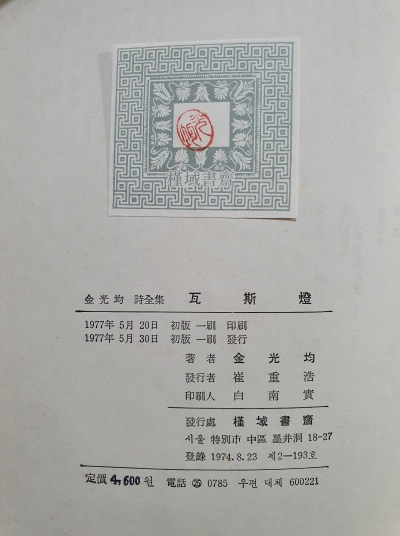 槿域書齋
金光均 詩全集 瓦斯燈
1977年 5月 20日 初版 一刷 印刷
1977年 5月 30日 初版 一刷 發行
著者 金光均
發行者 崔重浩
印刷人 白南實
發行處 槿域書齋
서울 特別市 中區 墨井洞 18-27
登錄 1974.8.23 제2—193호
定價 4,600원 電話 ㉕ 0785 우편 대체 600221